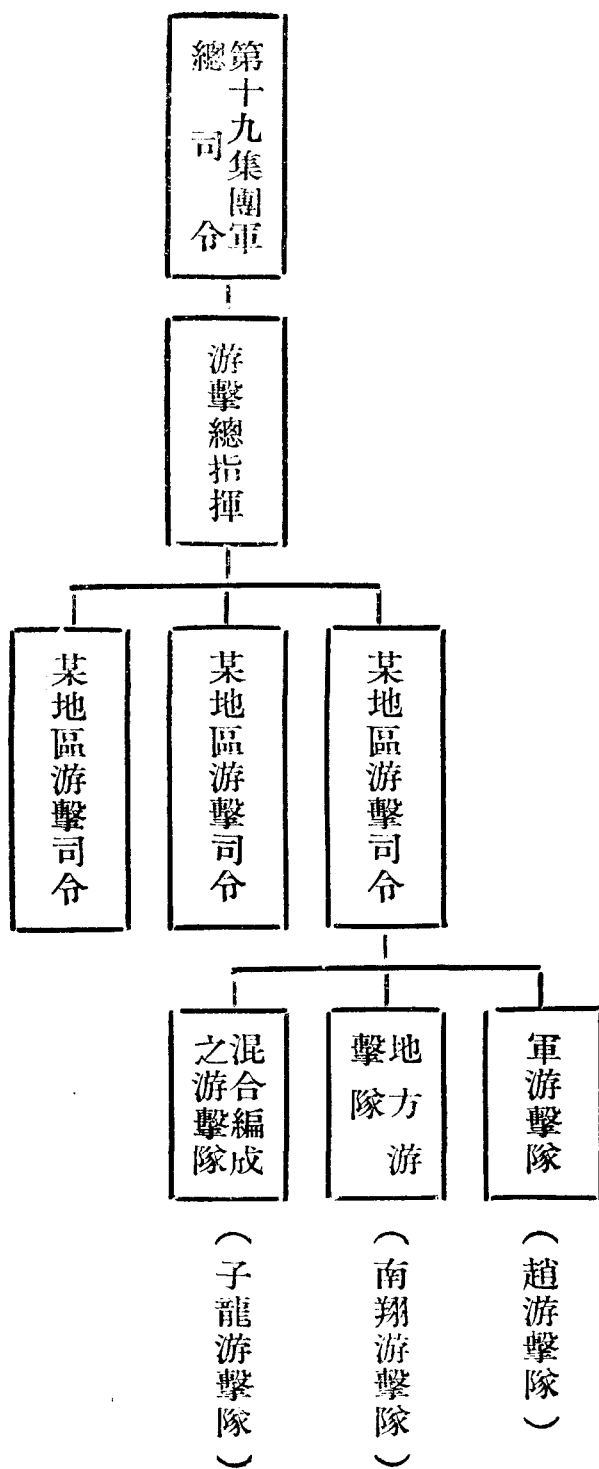 第十九集團軍
總司令
游擊總指揮
某地區游擊司令
某地區游擊司令
某地區游擊司令
軍游擊隊
（趙游擊隊）
地方游
擊隊
（南翔游擊隊）
混合編成
之游擊隊
（子龍游擊隊）